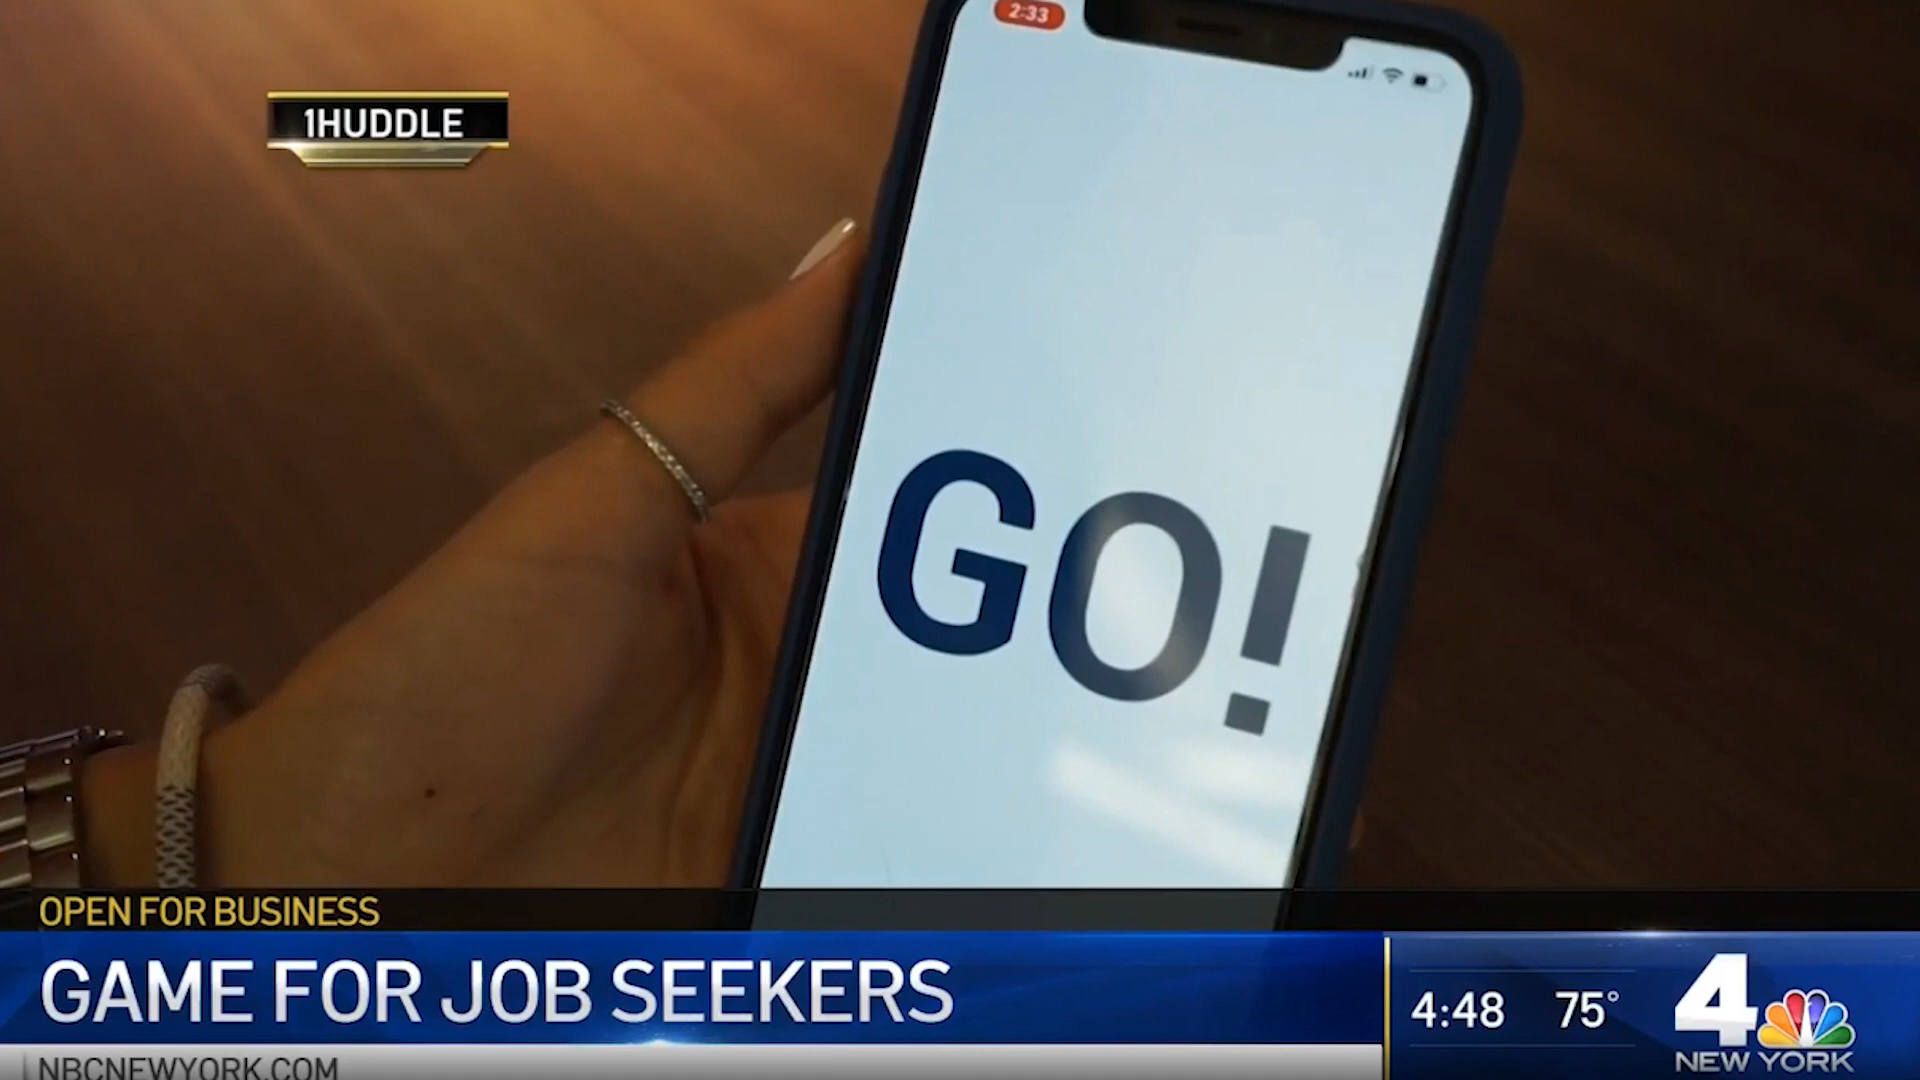 2:33
1HUDDLE
GO!
OPEN FOR BUSINESS
GAME FOR JOB SEEKERS
4:48 75°
4
NEW YORK
NBCNEWYORK.COM